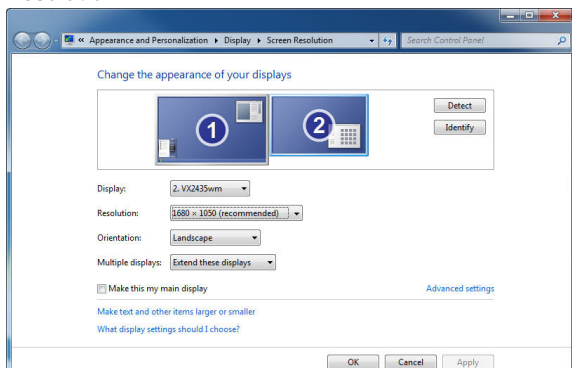 « Appearance and Personalization ▸ Display ▸ Screen Resolution
Search Control Panel
Change the appearance of your displays
1
2
Detect
Identify
Display:
2. VX2435wm
Resolution:
1680 × 1050 (recommended)
Orientation:
Landscape
Multiple displays:
Extend these displays
Make this my main display
Advanced settings
Make text and other items larger or smaller
What display settings should I choose?
OK
Cancel
Apply